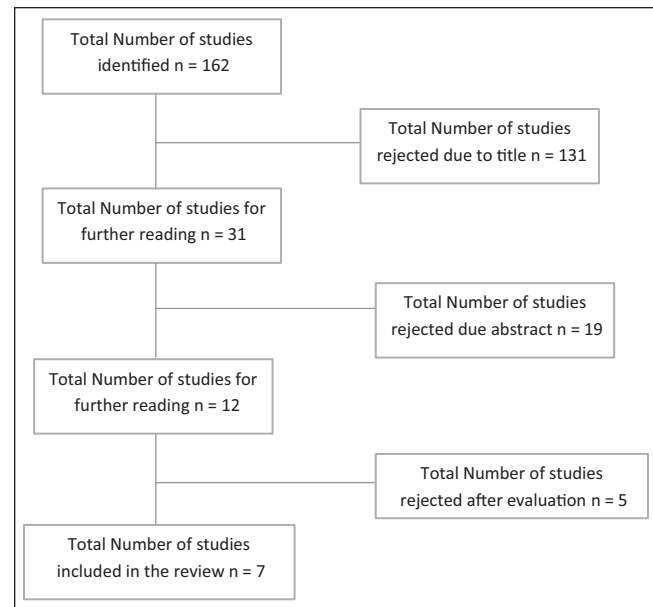 Total Number of studies
identified n = 162
Total Number of studies
rejected due to title n = 131
Total Number of studies for
further reading n = 31
Total Number of studies
rejected due abstract n = 19
Total Number of studies for
further reading n = 12
Total Number of studies
rejected after evaluation n = 5
Total Number of studies
included in the review n = 7